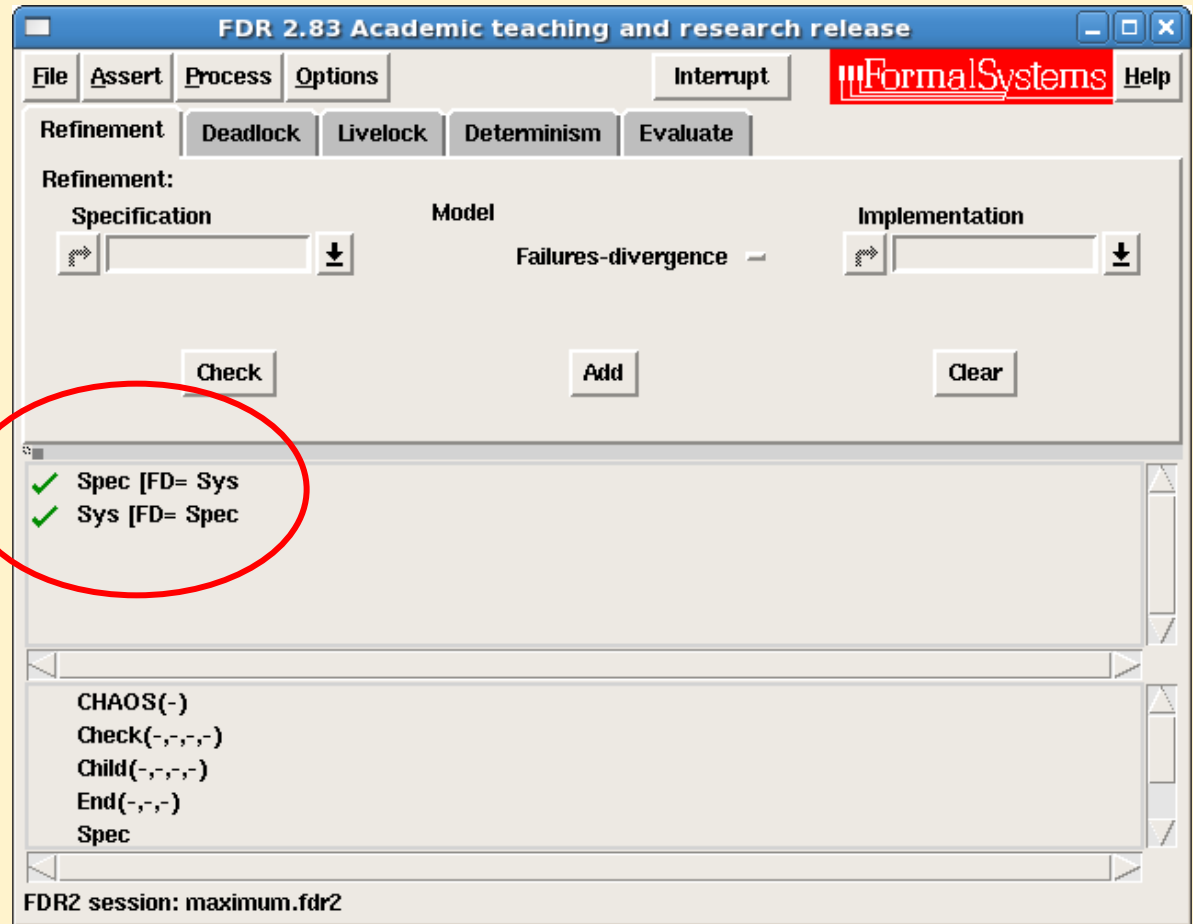 FDR 2.83 Academic teaching and research release
File Assert Process Options Interrupt FormalSystems Help
Refinement Deadlock Livelock Determinism Evaluate
Refinement:
Specification Model Implementation
Failures-divergence
Check Add Clear
Spec [FD= Sys
Sys [FD= Spec
CHAOS(-)
Check(-,-,-,-)
Child(-,-,-,-)
End(-,-,-)
Spec
FDR2 session: maximum.fdr2